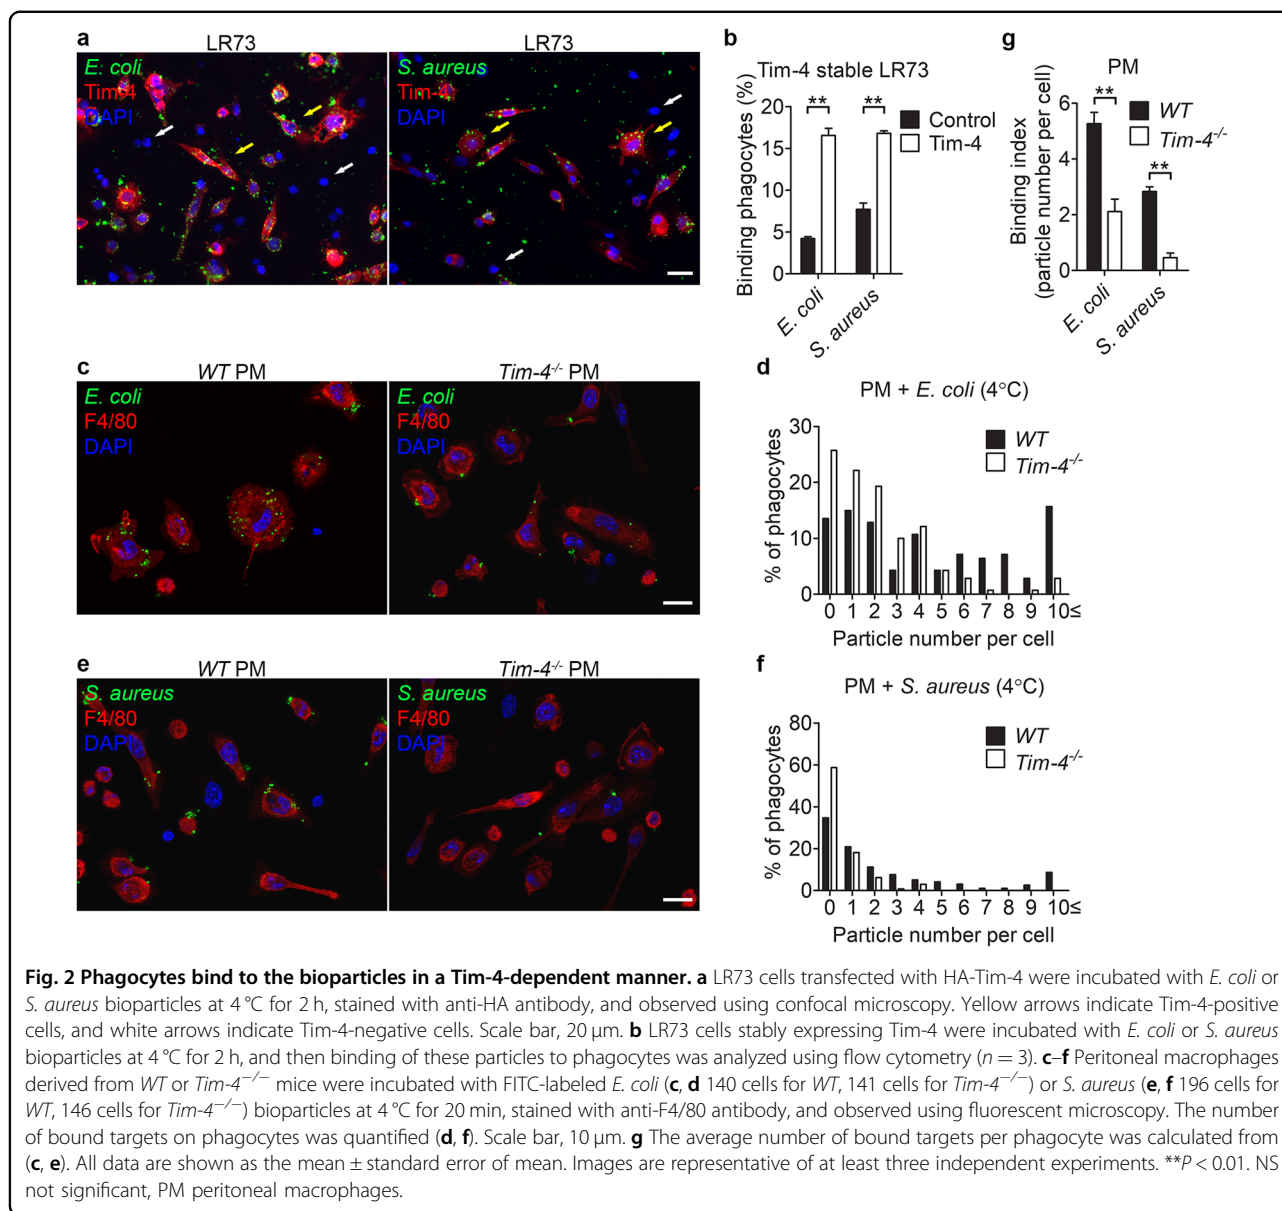 a
LR73
LR73
E. coli
Tim-4
DAPI
S. aureus
Tim-4
DAPI
b
Tim-4 stable LR73
Binding phagocytes (%)
20
15
10
5
0
**
**
Control
Tim-4
E. coli
S. aureus
g
PM
Binding index
(particle number per cell)
6
4
2
0
**
**
WT
Tim-4-/-
E. coli
S. aureus
c
WT PM
Tim-4-/- PM
E. coli
F4/80
DAPI
E. coli
F4/80
DAPI
d
PM + E. coli (4°C)
% of phagocytes
30
20
10
0
WT
Tim-4-/-
0 1 2 3 4 5 6 7 8 9 10≤
Particle number per cell
e
WT PM
Tim-4-/- PM
S. aureus
F4/80
DAPI
S. aureus
F4/80
DAPI
f
PM + S. aureus (4°C)
% of phagocytes
80
60
40
20
0
WT
Tim-4-/-
0 1 2 3 4 5 6 7 8 9 10≤
Particle number per cell
Fig. 2 Phagocytes bind to the bioparticles in a Tim-4-dependent manner. a LR73 cells transfected with HA-Tim-4 were incubated with E. coli or
S. aureus bioparticles at 4 °C for 2 h, stained with anti-HA antibody, and observed using confocal microscopy. Yellow arrows indicate Tim-4-positive
cells, and white arrows indicate Tim-4-negative cells. Scale bar, 20 μm. b LR73 cells stably expressing Tim-4 were incubated with E. coli or S. aureus
bioparticles at 4 °C for 2 h, and then binding of these particles to phagocytes was analyzed using flow cytometry (n = 3). c–f Peritoneal macrophages
derived from WT or Tim-4−/− mice were incubated with FITC-labeled E. coli (c, d 140 cells for WT, 141 cells for Tim-4−/−) or S. aureus (e, f 196 cells for
WT, 146 cells for Tim-4−/−) bioparticles at 4 °C for 20 min, stained with anti-F4/80 antibody, and observed using fluorescent microscopy. The number
of bound targets on phagocytes was quantified (d, f). Scale bar, 10 μm. g The average number of bound targets per phagocyte was calculated from
(c, e). All data are shown as the mean ± standard error of mean. Images are representative of at least three independent experiments. **P < 0.01. NS
not significant, PM peritoneal macrophages.